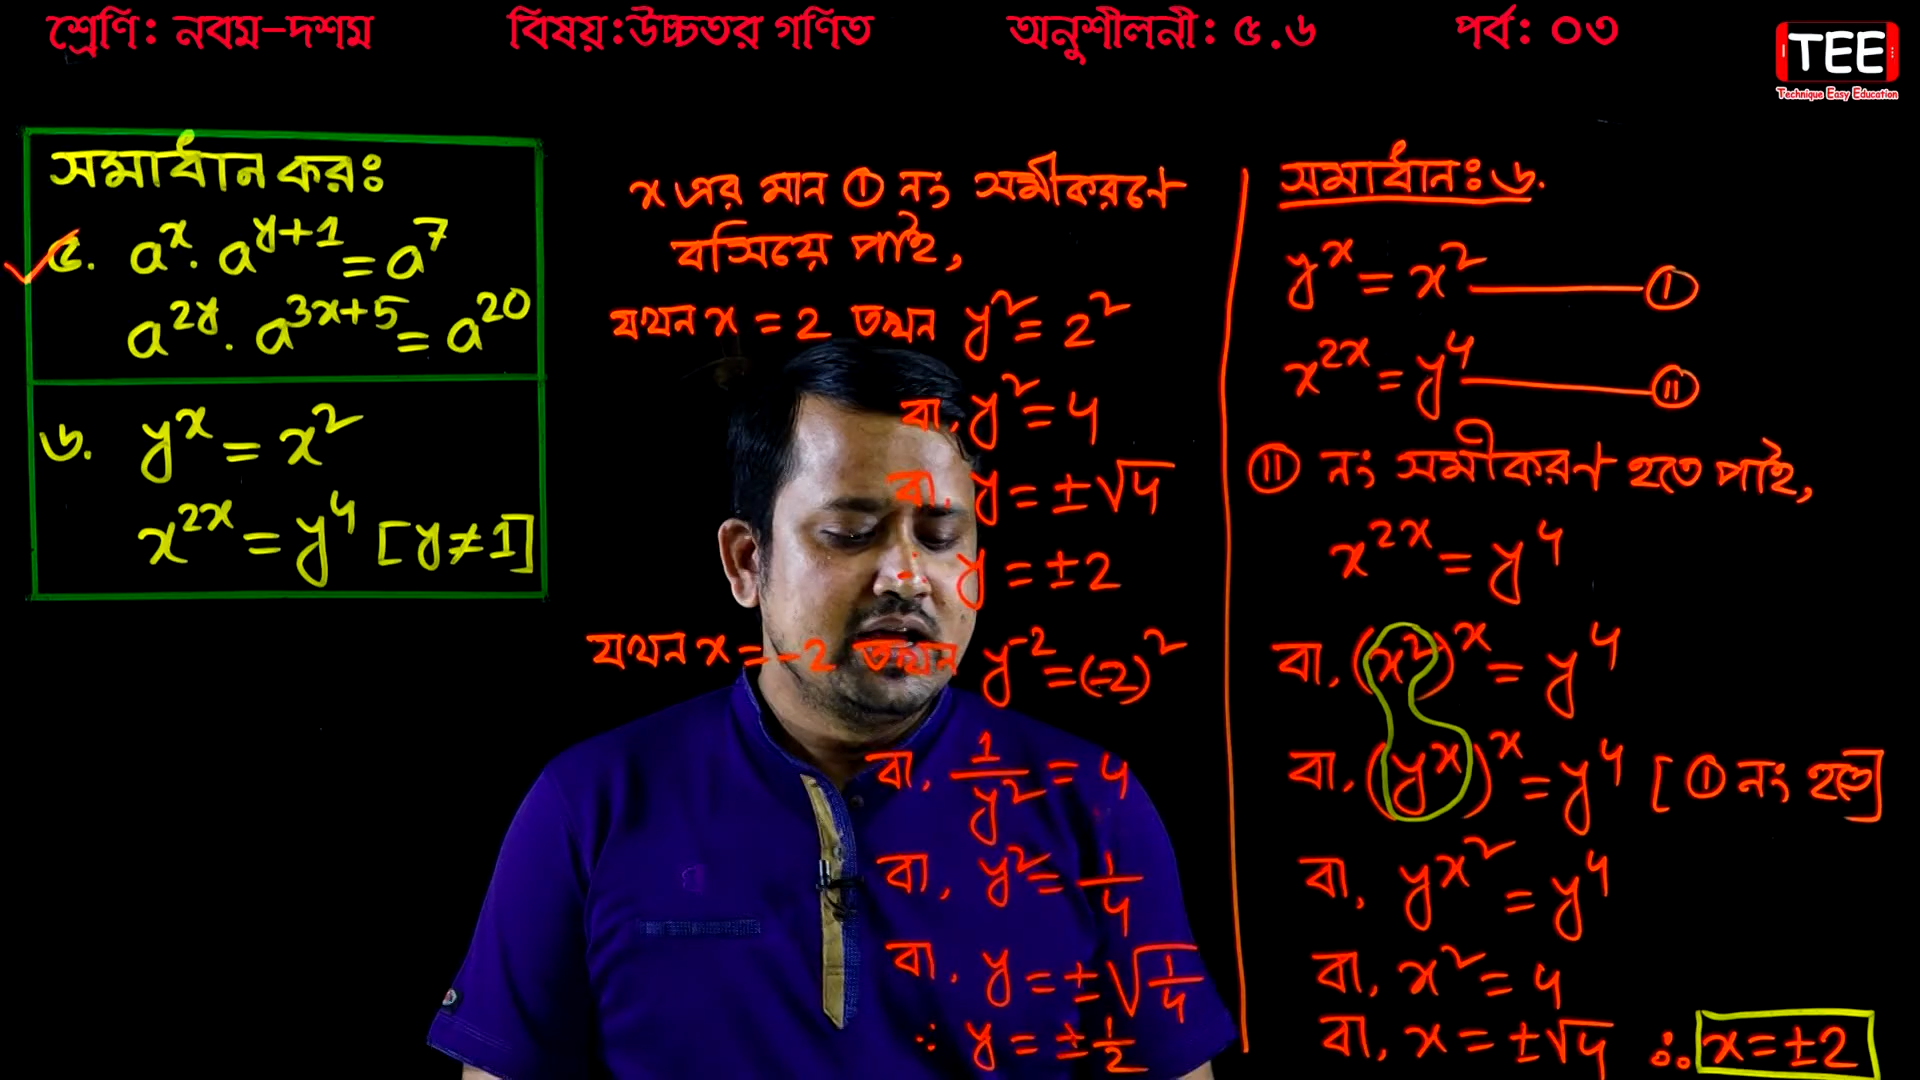 শ্রেণি: নবম-দশম বিষয়:উচ্চতর গণিত অনুশীলনী: ৫.৬ পর্ব: ০৩
TEE
Technique Easy Education
সমাধান করঃ
৫. a^x . a^{y+1} = a^7
a^{2y} . a^{3x+5} = a^{20}
৬. y^x = x^2
x^{2x} = y^4 [y≠1]
x এর মান ① নং সমীকরণে
বসিয়ে পাই,
যখন x = 2 তখন y^2 = 2^2
বা, y^2 = 4
বা, y = ±√4
∴ y = ±2
যখন x = -2 তখন y^{-2} = (-2)^2
বা, 1/y^2 = 4
বা, y^2 = 1/4
বা, y = ±√(1/4)
∴ y = ±1/2
সমাধানঃ ৬.
y^x = x^2 ——— ①
x^{2x} = y^4 ——— ⑪
⑪ নং সমীকরণ হতে পাই,
x^{2x} = y^4
বা, (x^2)^x = y^4
বা, (y^x)^x = y^4 [① নং হতে]
বা, y^{x^2} = y^4
বা, x^2 = 4
বা, x = ±√4 ∴ x = ±2